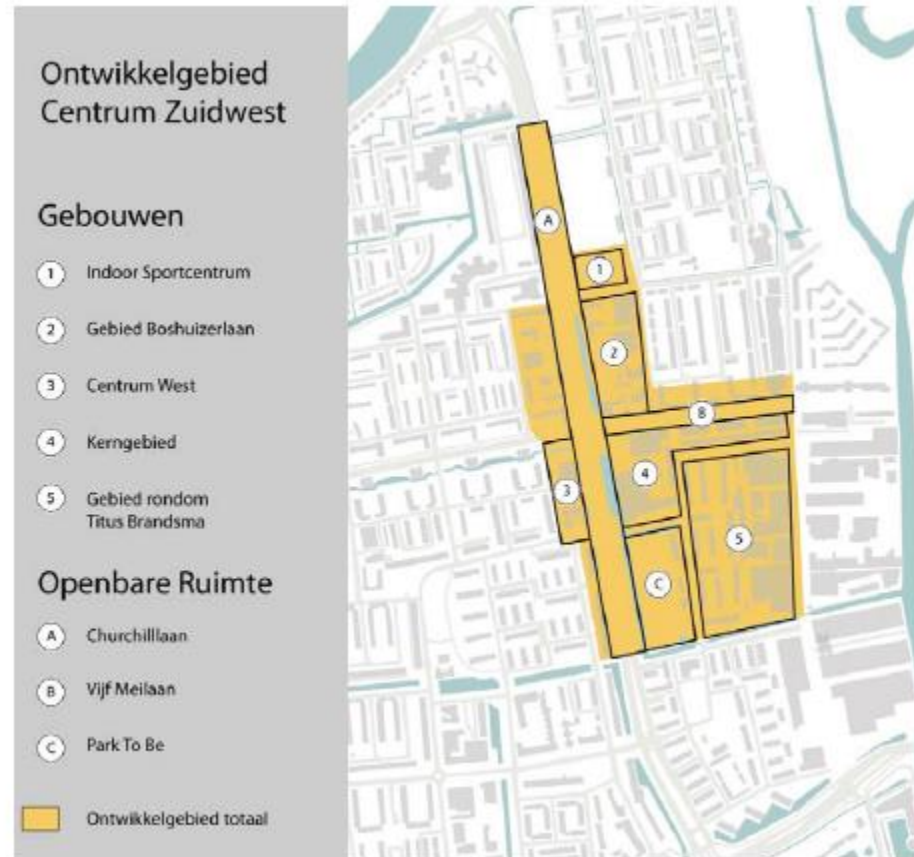 Ontwikkelgebied
Centrum Zuidwest
Gebouwen
1 Indoor Sportcentrum
2 Gebied Boshuizerlaan
3 Centrum West
4 Kerngebied
5 Gebied rondom
Titus Brandsma
Openbare Ruimte
A Churchilllaan
B Vijf Meilaan
C Park To Be
Ontwikkelgebied totaal
A
1
2
B
4
3
5
C